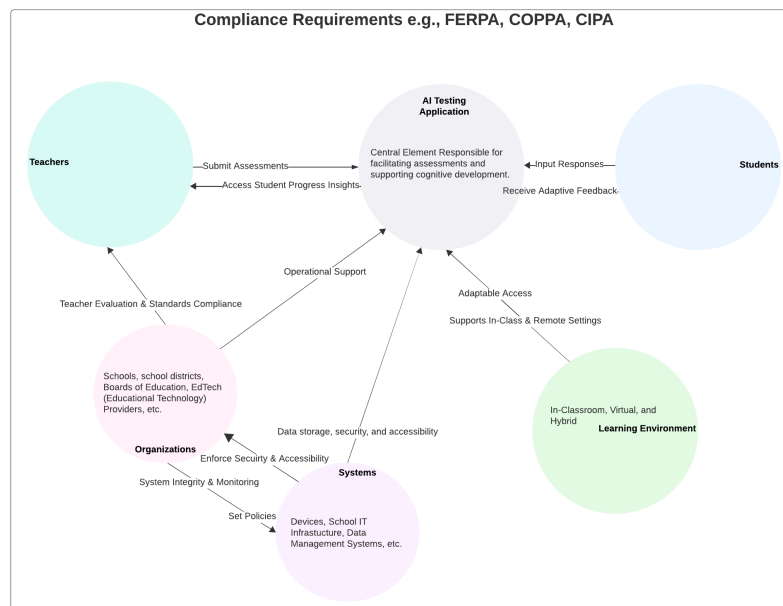 Compliance Requirements e.g., FERPA, COPPA, CIPA
AI Testing
Application
Teachers
Submit Assessments
Access Student Progress Insights
Central Element Responsible for
facilitating assessments and
supporting cognitive development.
Input Responses
Receive Adaptive Feedback
Students
Operational Support
Teacher Evaluation & Standards Compliance
Adaptable Access
Supports In-Class & Remote Settings
Schools, school districts,
Boards of Education, EdTech
(Educational Technology)
Providers, etc.
Organizations
In-Classroom, Virtual, and
Hybrid
Learning Environment
Data storage, security, and accessibility
Enforce Secuirty & Accessibility
System Integrity & Monitoring
Set Policies
Systems
Devices, School IT
Infrastucture, Data
Management Systems, etc.